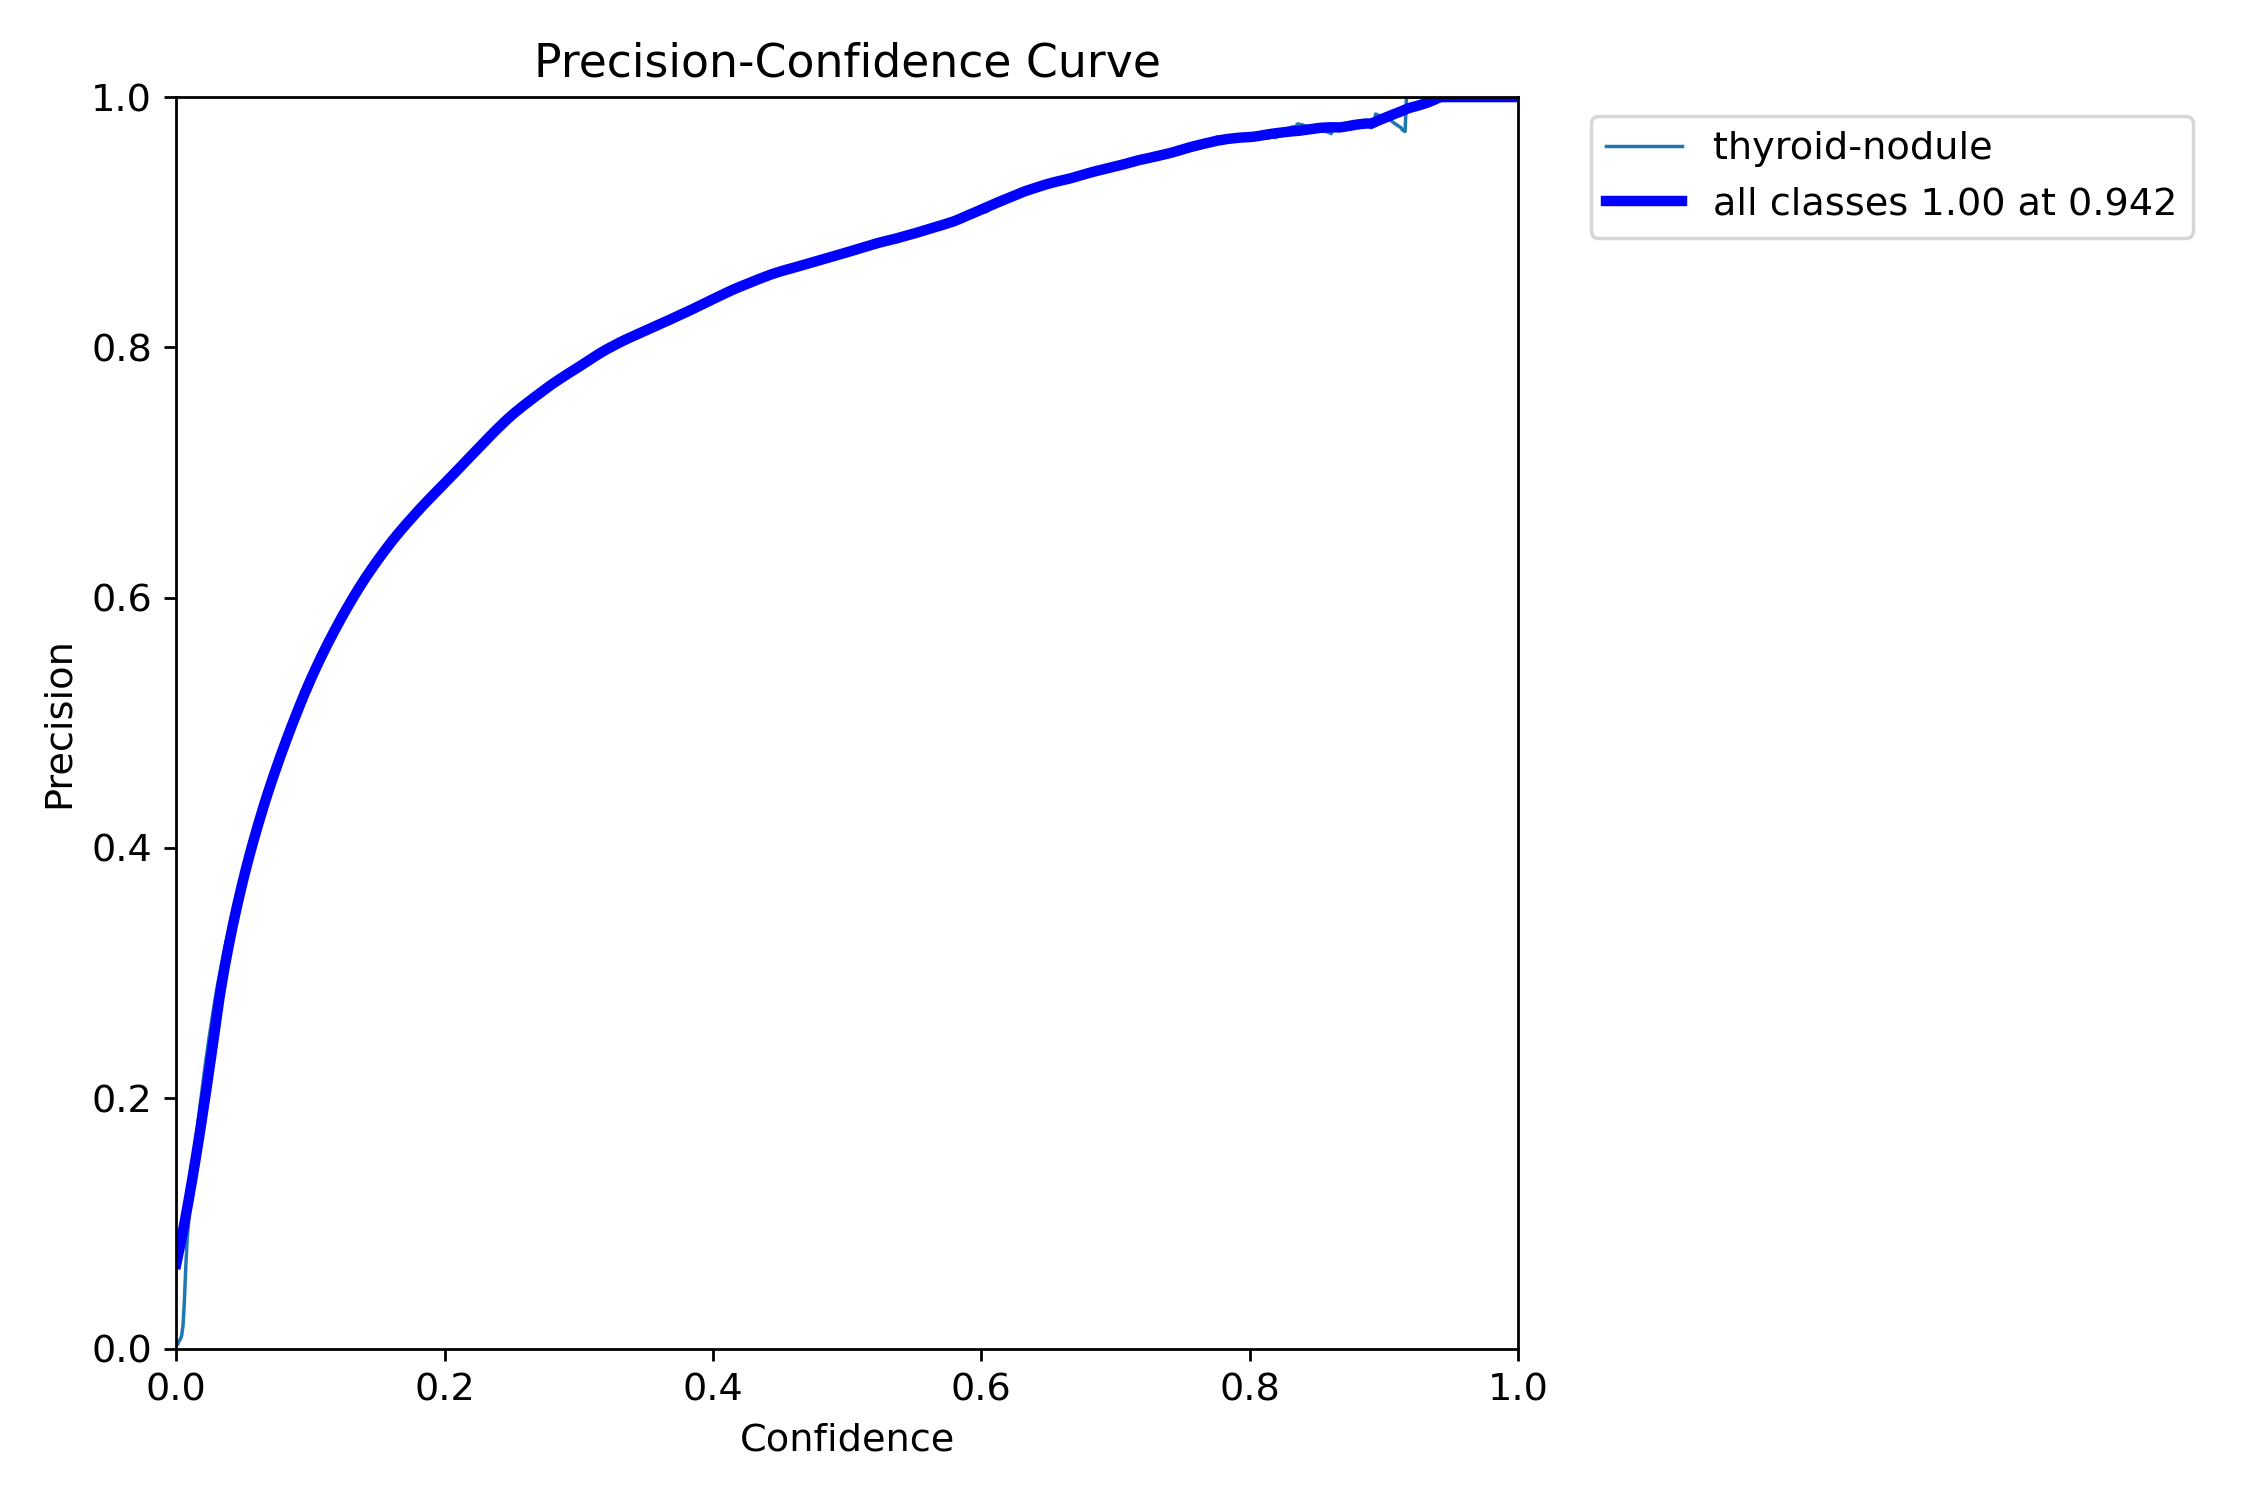 Precision-Confidence Curve
1.0
0.8
0.6
0.4
0.2
0.0
Precision
0.0 0.2 0.4 0.6 0.8 1.0
Confidence
thyroid-nodule
all classes 1.00 at 0.942